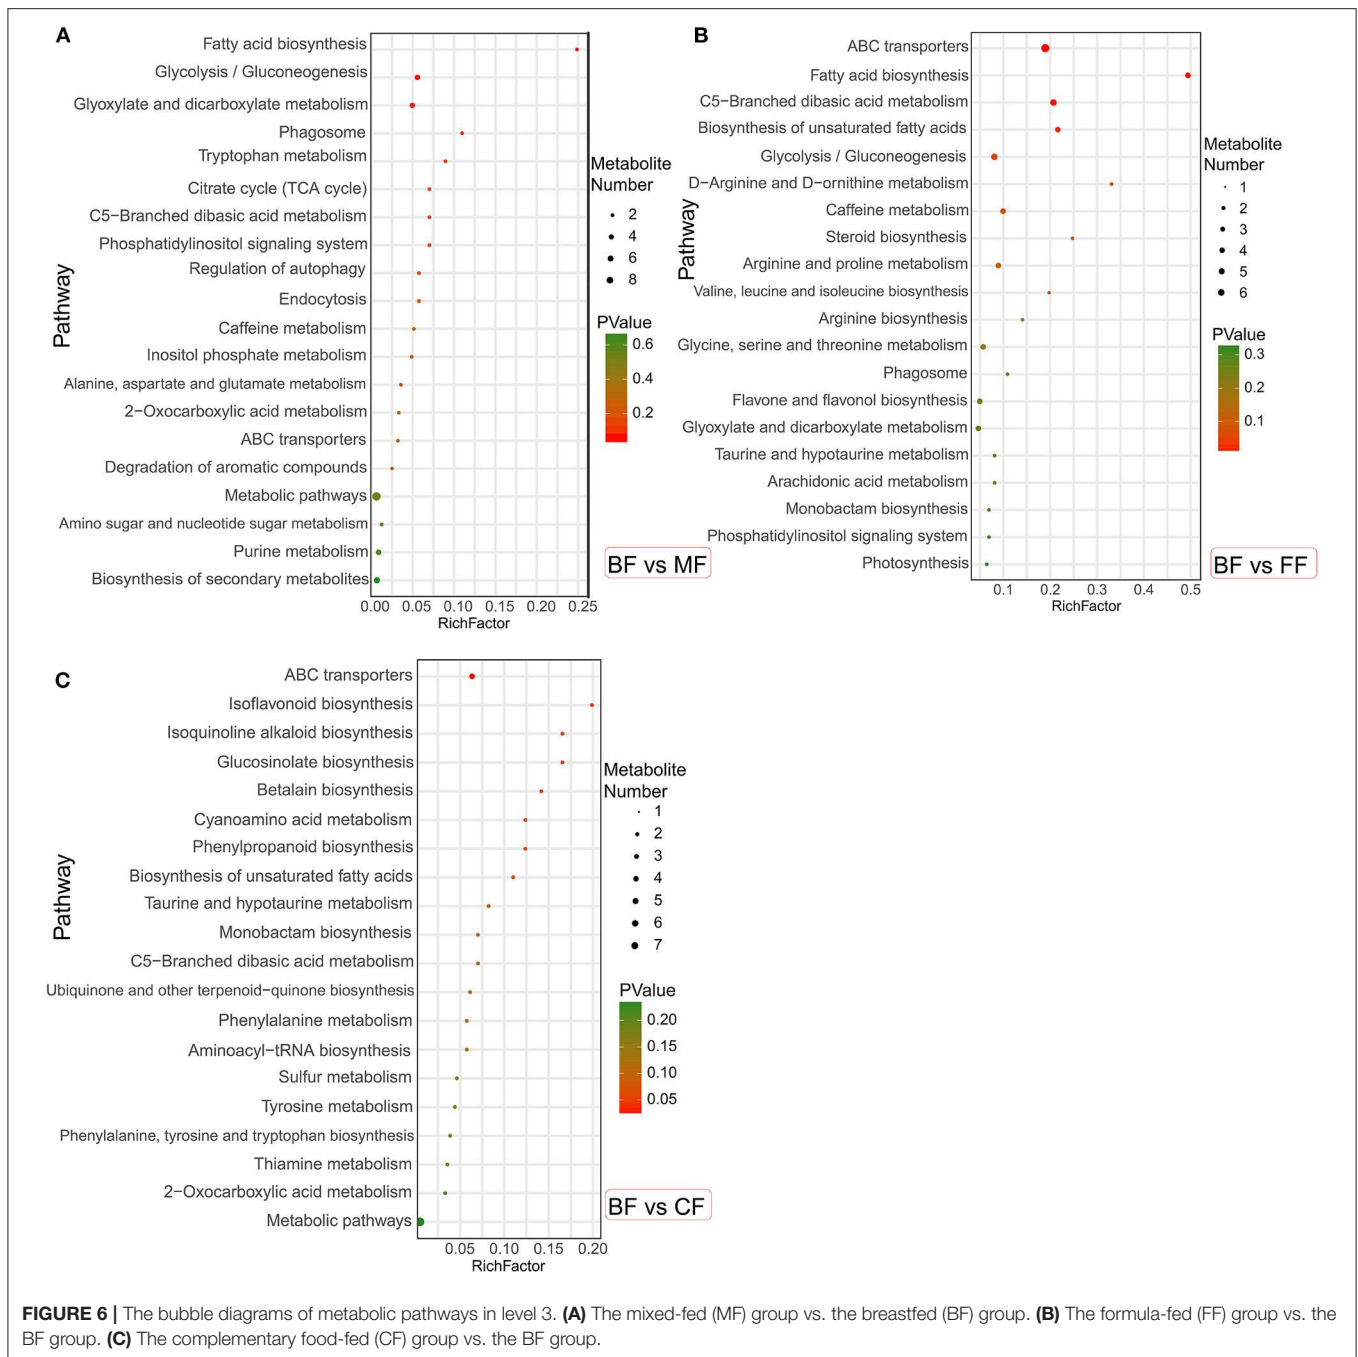 A
Fatty acid biosynthesis
Glycolysis / Gluconeogenesis
Glyoxylate and dicarboxylate metabolism
Phagosome
Tryptophan metabolism
Citrate cycle (TCA cycle)
C5−Branched dibasic acid metabolism
Phosphatidylinositol signaling system
Regulation of autophagy
Endocytosis
Caffeine metabolism
Inositol phosphate metabolism
Alanine, aspartate and glutamate metabolism
2−Oxocarboxylic acid metabolism
ABC transporters
Degradation of aromatic compounds
Metabolic pathways
Amino sugar and nucleotide sugar metabolism
Purine metabolism
Biosynthesis of secondary metabolites
Pathway
0.00 0.05 0.10 0.15 0.20 0.25
RichFactor
Metabolite
Number
2
4
6
8
PValue
0.6
0.4
0.2
BF vs MF
B
ABC transporters
Fatty acid biosynthesis
C5−Branched dibasic acid metabolism
Biosynthesis of unsaturated fatty acids
Glycolysis / Gluconeogenesis
D−Arginine and D−ornithine metabolism
Caffeine metabolism
Steroid biosynthesis
Arginine and proline metabolism
Valine, leucine and isoleucine biosynthesis
Arginine biosynthesis
Glycine, serine and threonine metabolism
Phagosome
Flavone and flavonol biosynthesis
Glyoxylate and dicarboxylate metabolism
Taurine and hypotaurine metabolism
Arachidonic acid metabolism
Monobactam biosynthesis
Phosphatidylinositol signaling system
Photosynthesis
Pathway
0.1 0.2 0.3 0.4 0.5
RichFactor
Metabolite
Number
1
2
3
4
5
6
PValue
0.3
0.2
0.1
BF vs FF
C
ABC transporters
Isoflavonoid biosynthesis
Isoquinoline alkaloid biosynthesis
Glucosinolate biosynthesis
Betalain biosynthesis
Cyanoamino acid metabolism
Phenylpropanoid biosynthesis
Biosynthesis of unsaturated fatty acids
Taurine and hypotaurine metabolism
Monobactam biosynthesis
C5−Branched dibasic acid metabolism
Ubiquinone and other terpenoid−quinone biosynthesis
Phenylalanine metabolism
Aminoacyl−tRNA biosynthesis
Sulfur metabolism
Tyrosine metabolism
Phenylalanine, tyrosine and tryptophan biosynthesis
Thiamine metabolism
2−Oxocarboxylic acid metabolism
Metabolic pathways
Pathway
0.05 0.10 0.15 0.20
RichFactor
Metabolite
Number
1
2
3
4
5
6
7
PValue
0.20
0.15
0.10
0.05
BF vs CF
FIGURE 6 | The bubble diagrams of metabolic pathways in level 3. (A) The mixed-fed (MF) group vs. the breastfed (BF) group. (B) The formula-fed (FF) group vs. the
BF group. (C) The complementary food-fed (CF) group vs. the BF group.